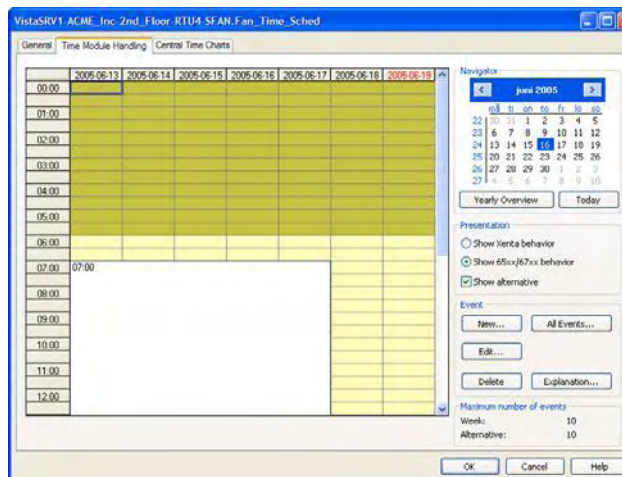 VistaSRV1-ACME_Inc-2nd_Floor-RTU4-SFAN.Fan_Time_Sched
General Time Module Handling Central Time Charts
2005-06-13 2005-06-14 2005-06-15 2005-06-16 2005-06-17 2005-06-18 2005-06-19
00:00
01:00
02:00
03:00
04:00
05:00
06:00
07:00 07:00
08:00
09:00
10:00
11:00
12:00
Navigator
juni 2005
må ti on to fr lö sö
22 30 31 1 2 3 4 5
23 6 7 8 9 10 11 12
24 13 14 15 16 17 18 19
25 20 21 22 23 24 25 26
26 27 28 29 30 1 2 3
27 4 5 6 7 8 9 10
Yearly Overview Today
Presentation
Show Xenta behavior
Show 65xx/67xx behavior
Show alternative
Event
New... All Events...
Edit...
Delete Explanation...
Maximum number of events
Week: 10
Alternative: 10
OK Cancel Help